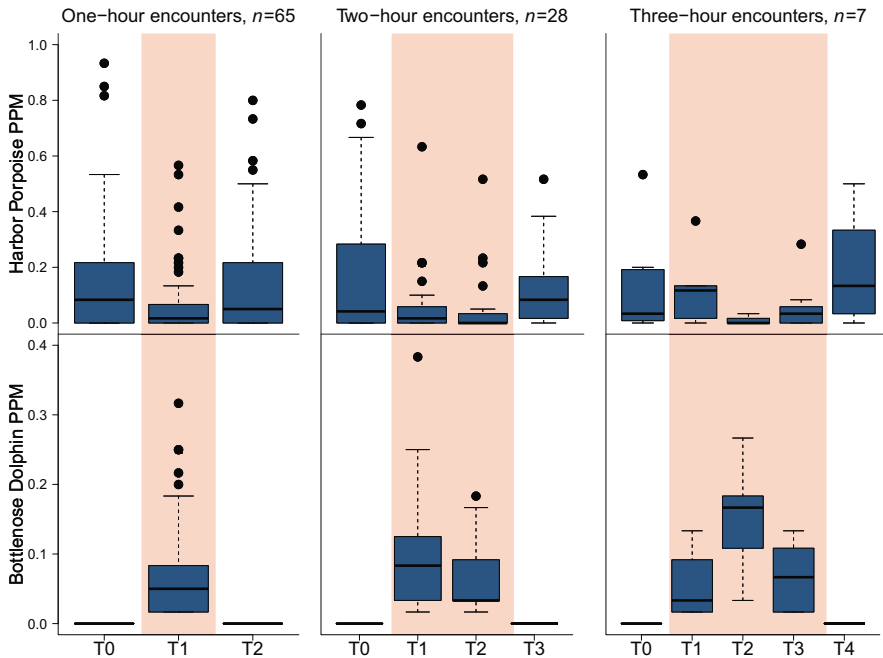 One-hour encounters, n=65
Two-hour encounters, n=28
Three-hour encounters, n=7
Harbor Porpoise PPM
1.0
0.8
0.6
0.4
0.2
0.0
Bottlenose Dolphin PPM
0.4
0.3
0.2
0.1
0.0
T0 T1 T2
T0 T1 T2 T3
T0 T1 T2 T3 T4